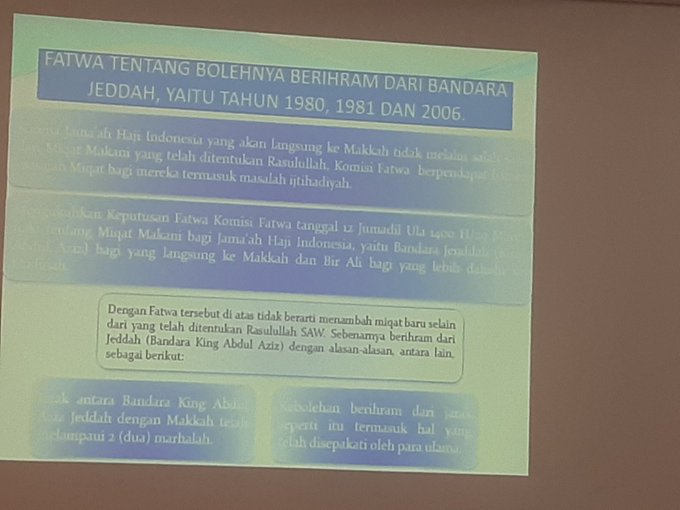 FATWA TENTANG BOLEHNYA BERIHRAM DARI BANDARA
JEDDAH, YAITU TAHUN 1980, 1981 DAN 2006.
Jama'ah Haji Indonesia yang akan langsung ke Makkah tidak melalui salah
Miqat Makani yang telah ditentukan Rasulullah, Komisi Fatwa berpendapat
Miqat bagi mereka termasuk masalah ijtihadiyah.
Keputusan Fatwa Komisi Fatwa tanggal 12 Jumadil Ula 1400 H/29
tentang Miqat Makani bagi Jama'ah Haji Indonesia, yaitu Bandara Jeddah
Aziz) bagi yang langsung ke Makkah dan Bir Ali bagi yang lebih dahulu
Dengan Fatwa tersebut di atas tidak berarti menambah miqat baru selain
dari yang telah ditentukan Rasulullah SAW. Sebenarnya berihram dari
Jeddah (Bandara King Abdul Aziz) dengan alasan-alasan, antara lain,
sebagai berikut:
antara Bandara King Abdul
Aziz Jeddah dengan Makkah telah
melampaui 2 (dua) marhalah.
Kebolehan berihram dari jarak
seperti itu termasuk hal yang
telah disepakati oleh para ulama.